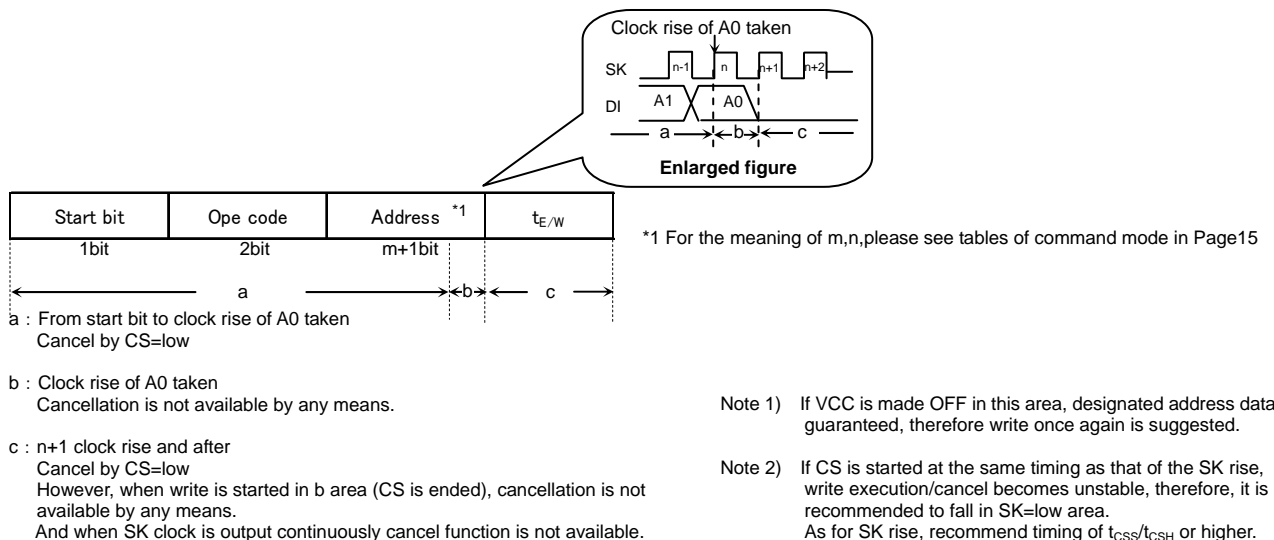 Clock rise of A0 taken
SK n-1 n n+1 n+2
DI A1 A0
a b c
Enlarged figure
Start bit Ope code Address *1 tE/W
1bit 2bit m+1bit
*1 For the meaning of m,n,please see tables of command mode in Page15
a b c
a : From start bit to clock rise of A0 taken
Cancel by CS=low
b : Clock rise of A0 taken
Cancellation is not available by any means.
c : n+1 clock rise and after
Cancel by CS=low
However, when write is started in b area (CS is ended), cancellation is not
available by any means.
And when SK clock is output continuously cancel function is not available.
Note 1) If VCC is made OFF in this area, designated address data
guaranteed, therefore write once again is suggested.
Note 2) If CS is started at the same timing as that of the SK rise,
write execution/cancel becomes unstable, therefore, it is
recommended to fall in SK=low area.
As for SK rise, recommend timing of tCSS/tCSH or higher.